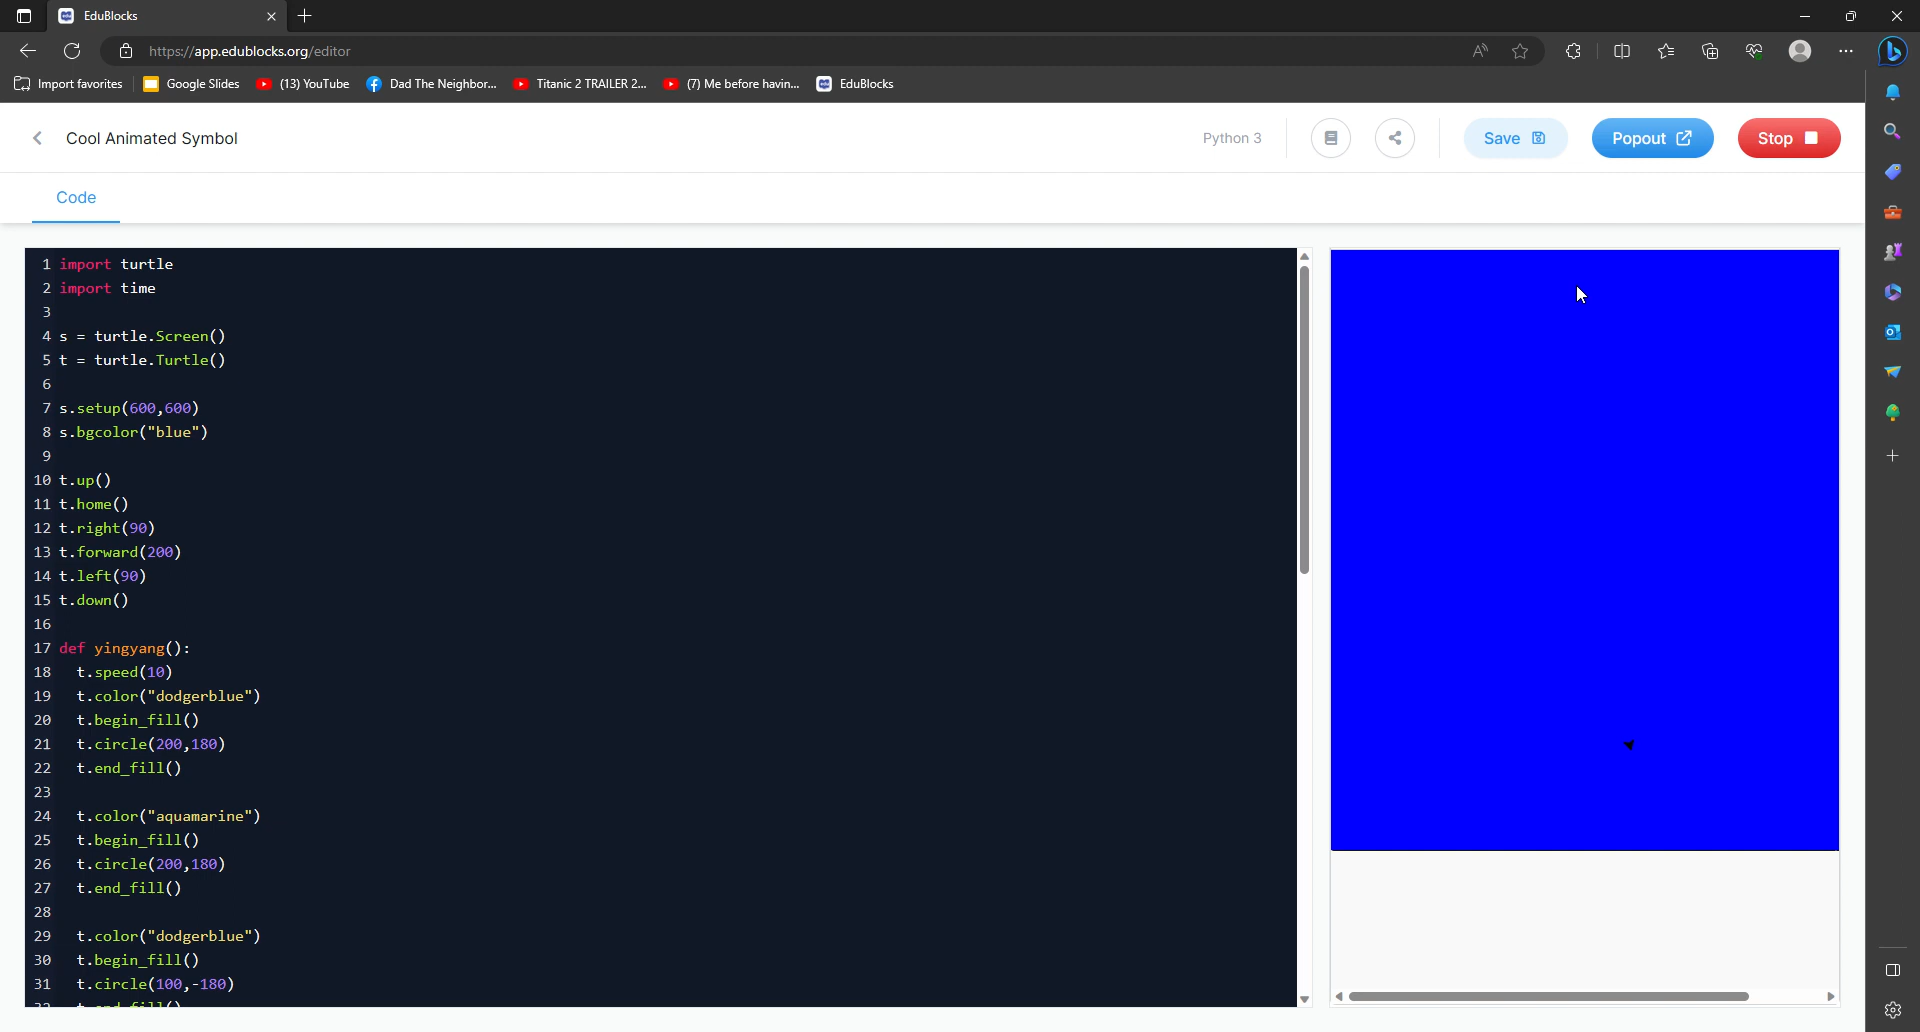 EduBlocks
https://app.edublocks.org/editor
Import favorites
Google Slides
(13) YouTube
Dad The Neighbor...
Titanic 2 TRAILER 2...
(7) Me before havin...
EduBlocks
Cool Animated Symbol
Python 3
Save
Popout
Stop
Code
1 import turtle
2 import time
3
4 s = turtle.Screen()
5 t = turtle.Turtle()
6
7 s.setup(600,600)
8 s.bgcolor("blue")
9
10 t.up()
11 t.home()
12 t.right(90)
13 t.forward(200)
14 t.left(90)
15 t.down()
16
17 def yingyang():
18 t.speed(10)
19 t.color("dodgerblue")
20 t.begin_fill()
21 t.circle(200,180)
22 t.end_fill()
23
24 t.color("aquamarine")
25 t.begin_fill()
26 t.circle(200,180)
27 t.end_fill()
28
29 t.color("dodgerblue")
30 t.begin_fill()
31 t.circle(100,-180)
32 t.end_fill()